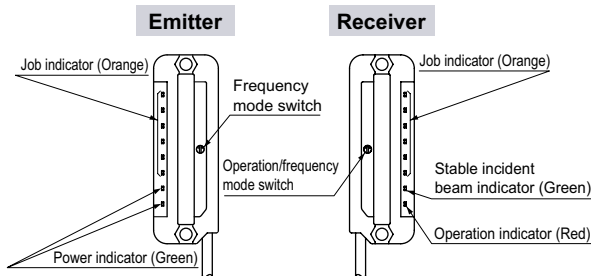 Emitter
Receiver
Job indicator (Orange)
Job indicator (Orange)
Frequency
mode switch
Operation/frequency
mode switch
Stable incident
beam indicator (Green)
Operation indicator (Red)
Power indicator (Green)